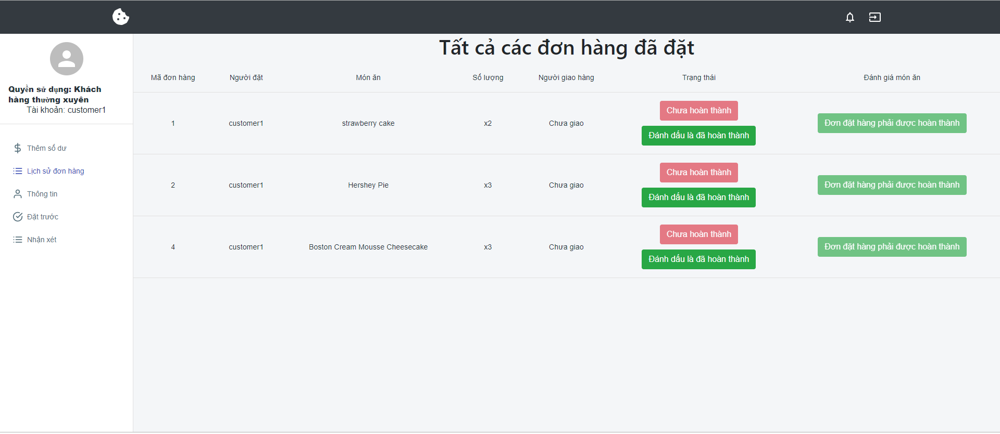 Tất cả các đơn hàng đã đặt
Quyền sử dụng: Khách
hàng thường xuyên
Tài khoản: customer1
Thêm số dư
Lịch sử đơn hàng
Thông tin
Đặt trước
Nhận xét
Mã đơn hàng Người đặt Món ăn Số lượng Người giao hàng Trạng thái Đánh giá món ăn
Chưa hoàn thành
1 customer1 strawberry cake x2 Chưa giao Đơn đặt hàng phải được hoàn thành
Đánh dấu là đã hoàn thành
Chưa hoàn thành
2 customer1 Hershey Pie x3 Chưa giao Đơn đặt hàng phải được hoàn thành
Đánh dấu là đã hoàn thành
Chưa hoàn thành
4 customer1 Boston Cream Mousse Cheesecake x3 Chưa giao Đơn đặt hàng phải được hoàn thành
Đánh dấu là đã hoàn thành